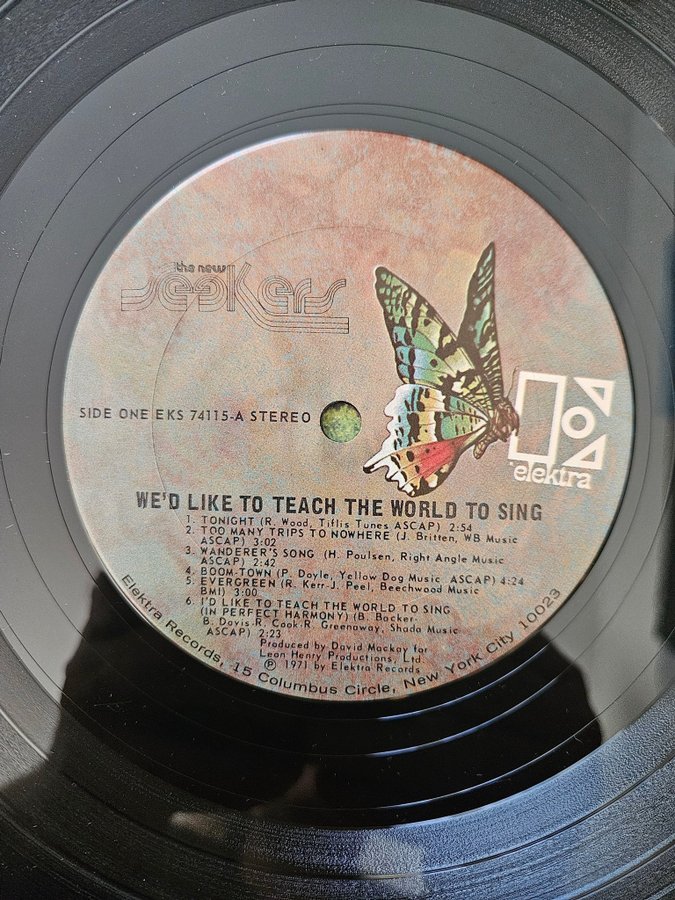 the new
seekers
SIDE ONE EKS 74115-A STEREO
elektra
WE'D LIKE TO TEACH THE WORLD TO SING
1. TONIGHT (R. Wood, Tiflis Tunes ASCAP) 2:54
2. TOO MANY TRIPS TO NOWHERE (J. Britten, WB Music
ASCAP) 3:02
3. WANDERER'S SONG (H. Poulsen, Right Angle Music
ASCAP) 2:42
4. BOOM-TOWN (P. Doyle, Yellow Dog Music, ASCAP) 4:24
5. EVERGREEN (R. Kerr-J. Peel, Beechwood Music
BMI) 3:00
6. I'D LIKE TO TEACH THE WORLD TO SING
(IN PERFECT HARMONY) (B. Backer-
B. Davis-R. Cook-R. Greenaway, Shada Music
ASCAP) 2:23
Produced by David Mackay for
Leon Henry Productions, Ltd.
℗ 1971 by Elektra Records
Elektra Records, 15 Columbus Circle, New York City 10023